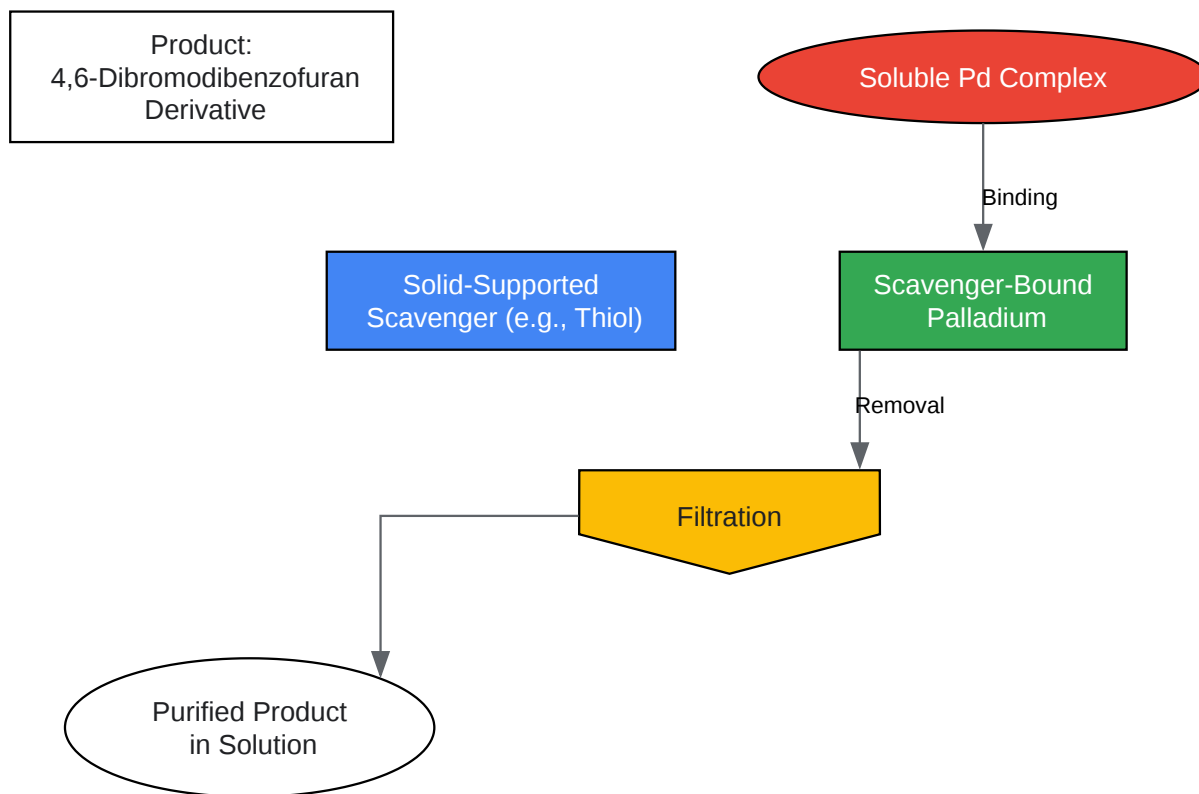 Product:
4,6-Dibromodibenzofuran
Derivative
Soluble Pd Complex
Binding
Solid-Supported
Scavenger (e.g., Thiol)
Scavenger-Bound
Palladium
Removal
Filtration
Purified Product
in Solution